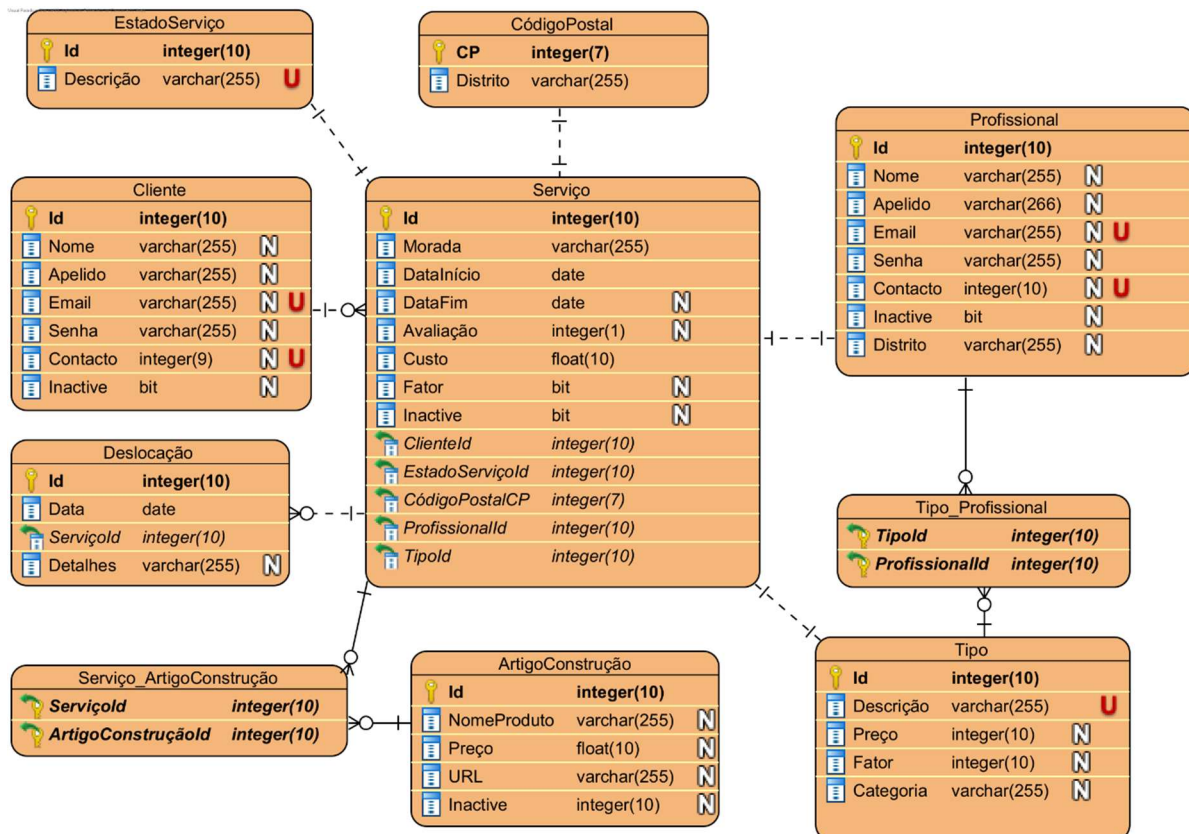 EstadoServiço
Id integer(10)
Descrição varchar(255) U
CódigoPostal
CP integer(7)
Distrito varchar(255)
Profissional
Id integer(10)
Nome varchar(255) N
Apelido varchar(266) N
Email varchar(255) N U
Senha varchar(255) N
Contacto integer(10) N U
Inactive bit N
Distrito varchar(255) N
Cliente
Id integer(10)
Nome varchar(255) N
Apelido varchar(255) N
Email varchar(255) N U
Senha varchar(255) N
Contacto integer(9) N U
Inactive bit N
Serviço
Id integer(10)
Morada varchar(255)
DataInício date
DataFim date N
Avaliação integer(1) N
Custo float(10)
Fator bit N
Inactive bit N
ClienteId integer(10)
EstadoServiçoId integer(10)
CódigoPostalCP integer(7)
ProfissionalId integer(10)
TipoId integer(10)
Deslocação
Id integer(10)
Data date
ServiçoId integer(10)
Detalhes varchar(255) N
Tipo_Profissional
TipoId integer(10)
ProfissionalId integer(10)
Serviço_ArtigoConstrução
ServiçoId integer(10)
ArtigoConstruçãoId integer(10)
ArtigoConstrução
Id integer(10)
NomeProduto varchar(255) N
Preço float(10) N
URL varchar(255) N
Inactive integer(10) N
Tipo
Id integer(10)
Descrição varchar(255) U
Preço integer(10) N
Fator integer(10) N
Categoria varchar(255) N